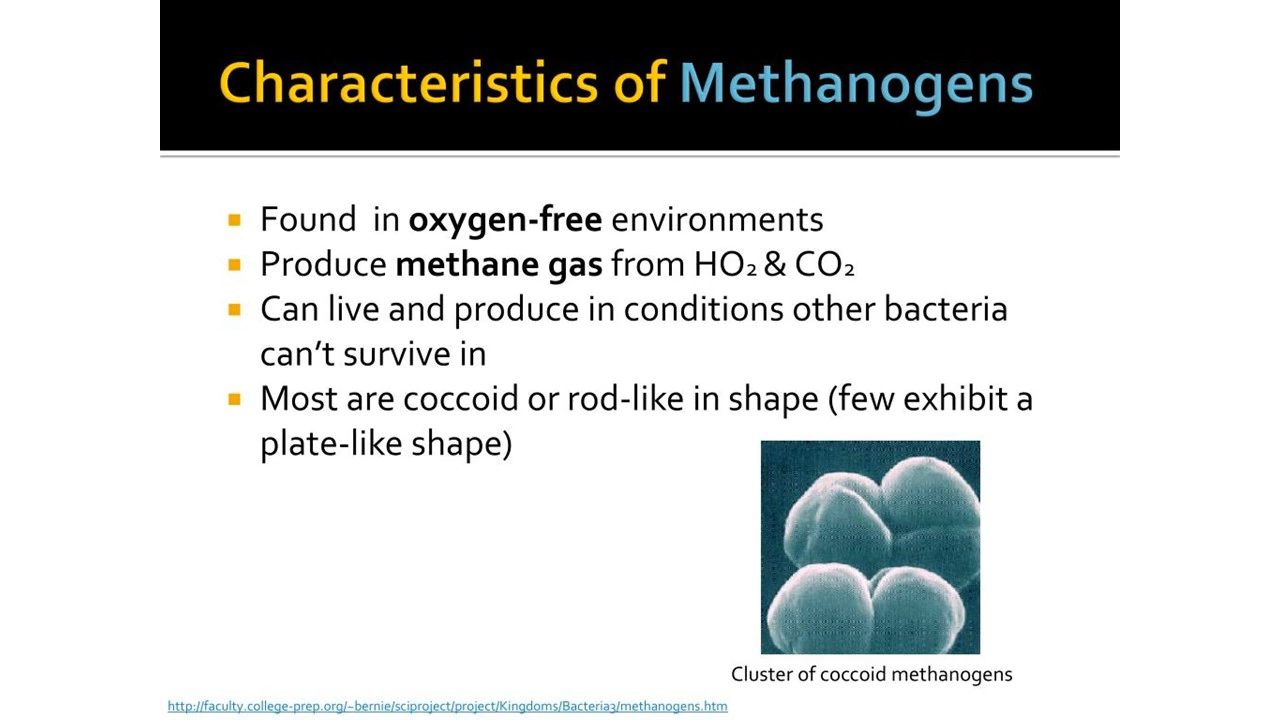 Characteristics of Methanogens
Found in oxygen-free environments
Produce methane gas from HO₂ & CO₂
Can live and produce in conditions other bacteria
can't survive in
Most are coccoid or rod-like in shape (few exhibit a
plate-like shape)
Cluster of coccoid methanogens
http://faculty.college-prep.org/~bernie/sciproject/project/Kingdoms/Bacteria3/methanogens.htm